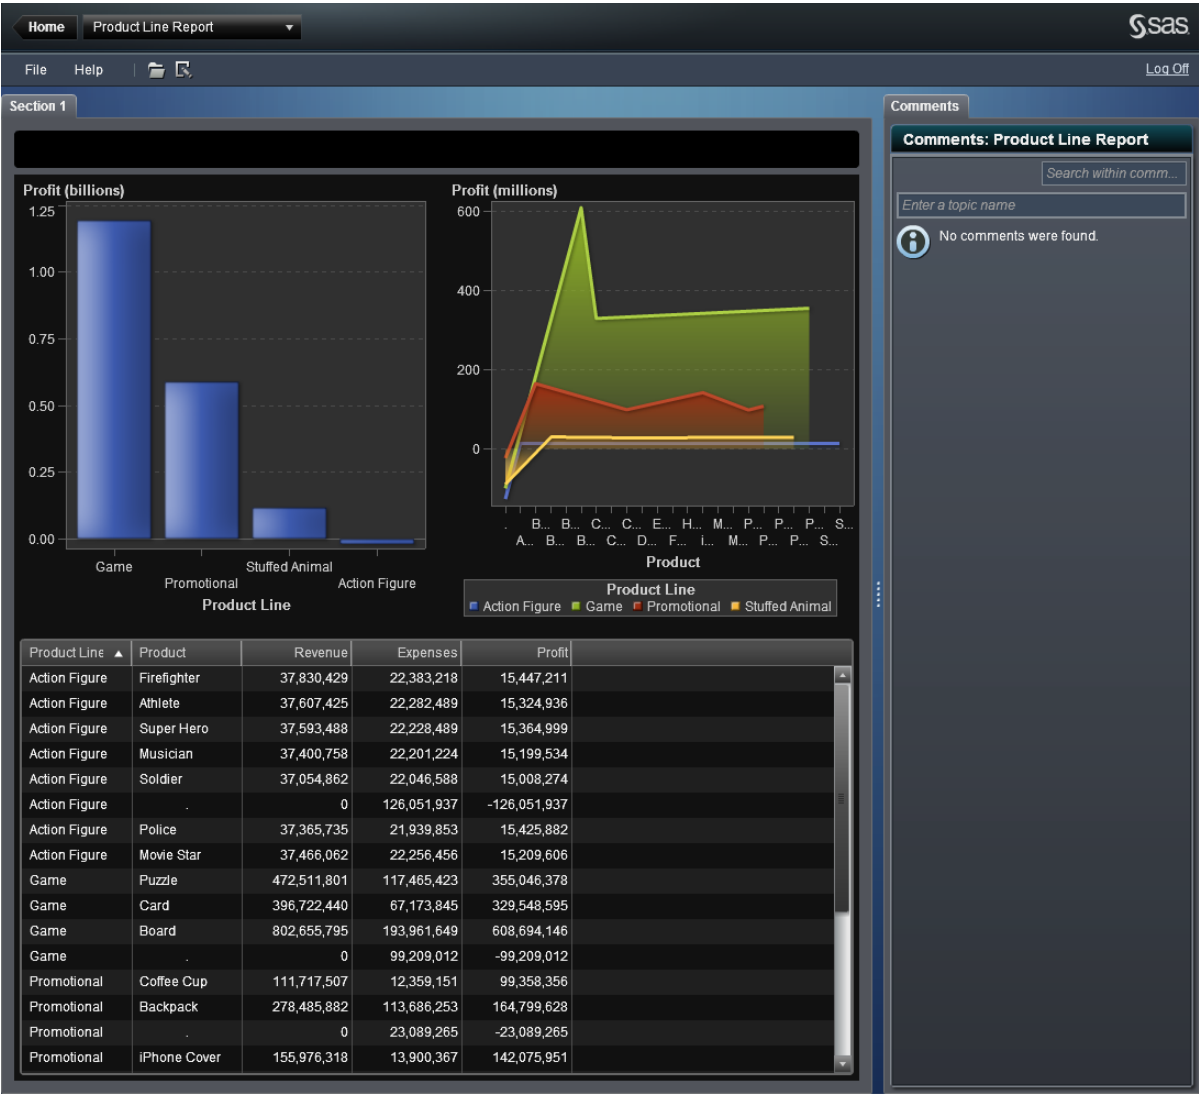 Home Product Line Report
sas
File Help
Log Off
Section 1
Comments
Comments: Product Line Report
Search within comm...
Enter a topic name
No comments were found.
Profit (billions)
1.25
1.00
0.75
0.50
0.25
0.00
Game
Promotional
Stuffed Animal
Action Figure
Product Line
Profit (millions)
600
400
200
0
. B... B... C... C... E... H... M... P... P... P... S...
A... B... B... C... D... F... i... M... P... P... S...
Product
Product Line
Action Figure Game Promotional Stuffed Animal
Product Line Product Revenue Expenses Profit
Action Figure Firefighter 37,830,429 22,383,218 15,447,211
Action Figure Athlete 37,607,425 22,282,489 15,324,936
Action Figure Super Hero 37,593,488 22,228,489 15,364,999
Action Figure Musician 37,400,758 22,201,224 15,199,534
Action Figure Soldier 37,054,862 22,046,588 15,008,274
Action Figure . 0 126,051,937 -126,051,937
Action Figure Police 37,365,735 21,939,853 15,425,882
Action Figure Movie Star 37,466,062 22,256,456 15,209,606
Game Puzzle 472,511,801 117,465,423 355,046,378
Game Card 396,722,440 67,173,845 329,548,595
Game Board 802,655,795 193,961,649 608,694,146
Game . 0 99,209,012 -99,209,012
Promotional Coffee Cup 111,717,507 12,359,151 99,358,356
Promotional Backpack 278,485,882 113,686,253 164,799,628
Promotional . 0 23,089,265 -23,089,265
Promotional iPhone Cover 155,976,318 13,900,367 142,075,951